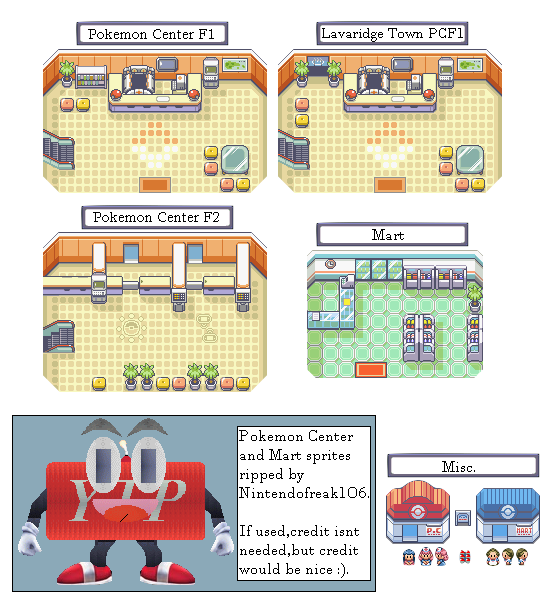 Pokemon Center F1
Lavaridge Town PCF1
Pokemon Center F2
Mart
YTP
Pokemon Center
and Mart sprites
ripped by
Nintendofreak106.
If used,credit isnt
needed,but credit
would be nice :).
Misc.
P.C
MART